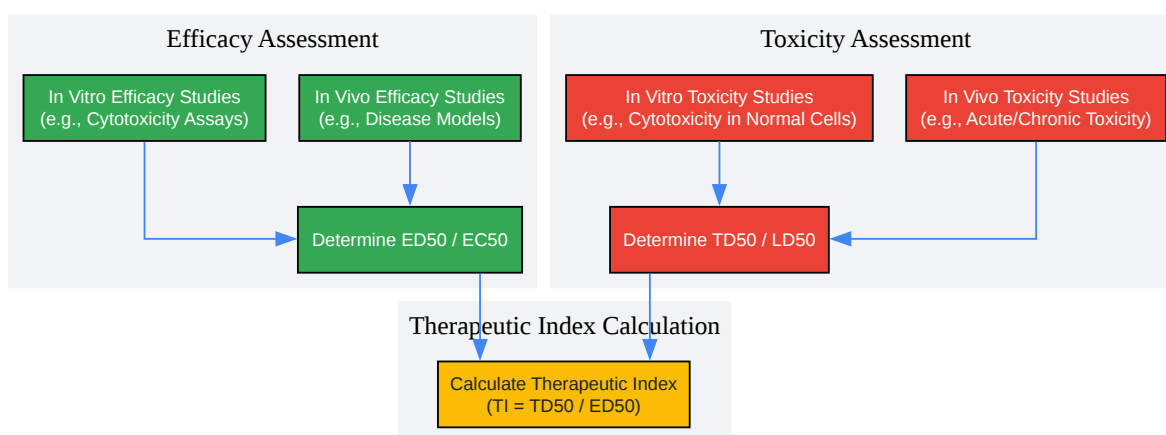 Efficacy Assessment
In Vitro Efficacy Studies
(e.g., Cytotoxicity Assays)
In Vivo Efficacy Studies
(e.g., Disease Models)
Determine ED50 / EC50
Toxicity Assessment
In Vitro Toxicity Studies
(e.g., Cytotoxicity in Normal Cells)
In Vivo Toxicity Studies
(e.g., Acute/Chronic Toxicity)
Determine TD50 / LD50
Therapeutic Index Calculation
Calculate Therapeutic Index
(TI = TD50 / ED50)